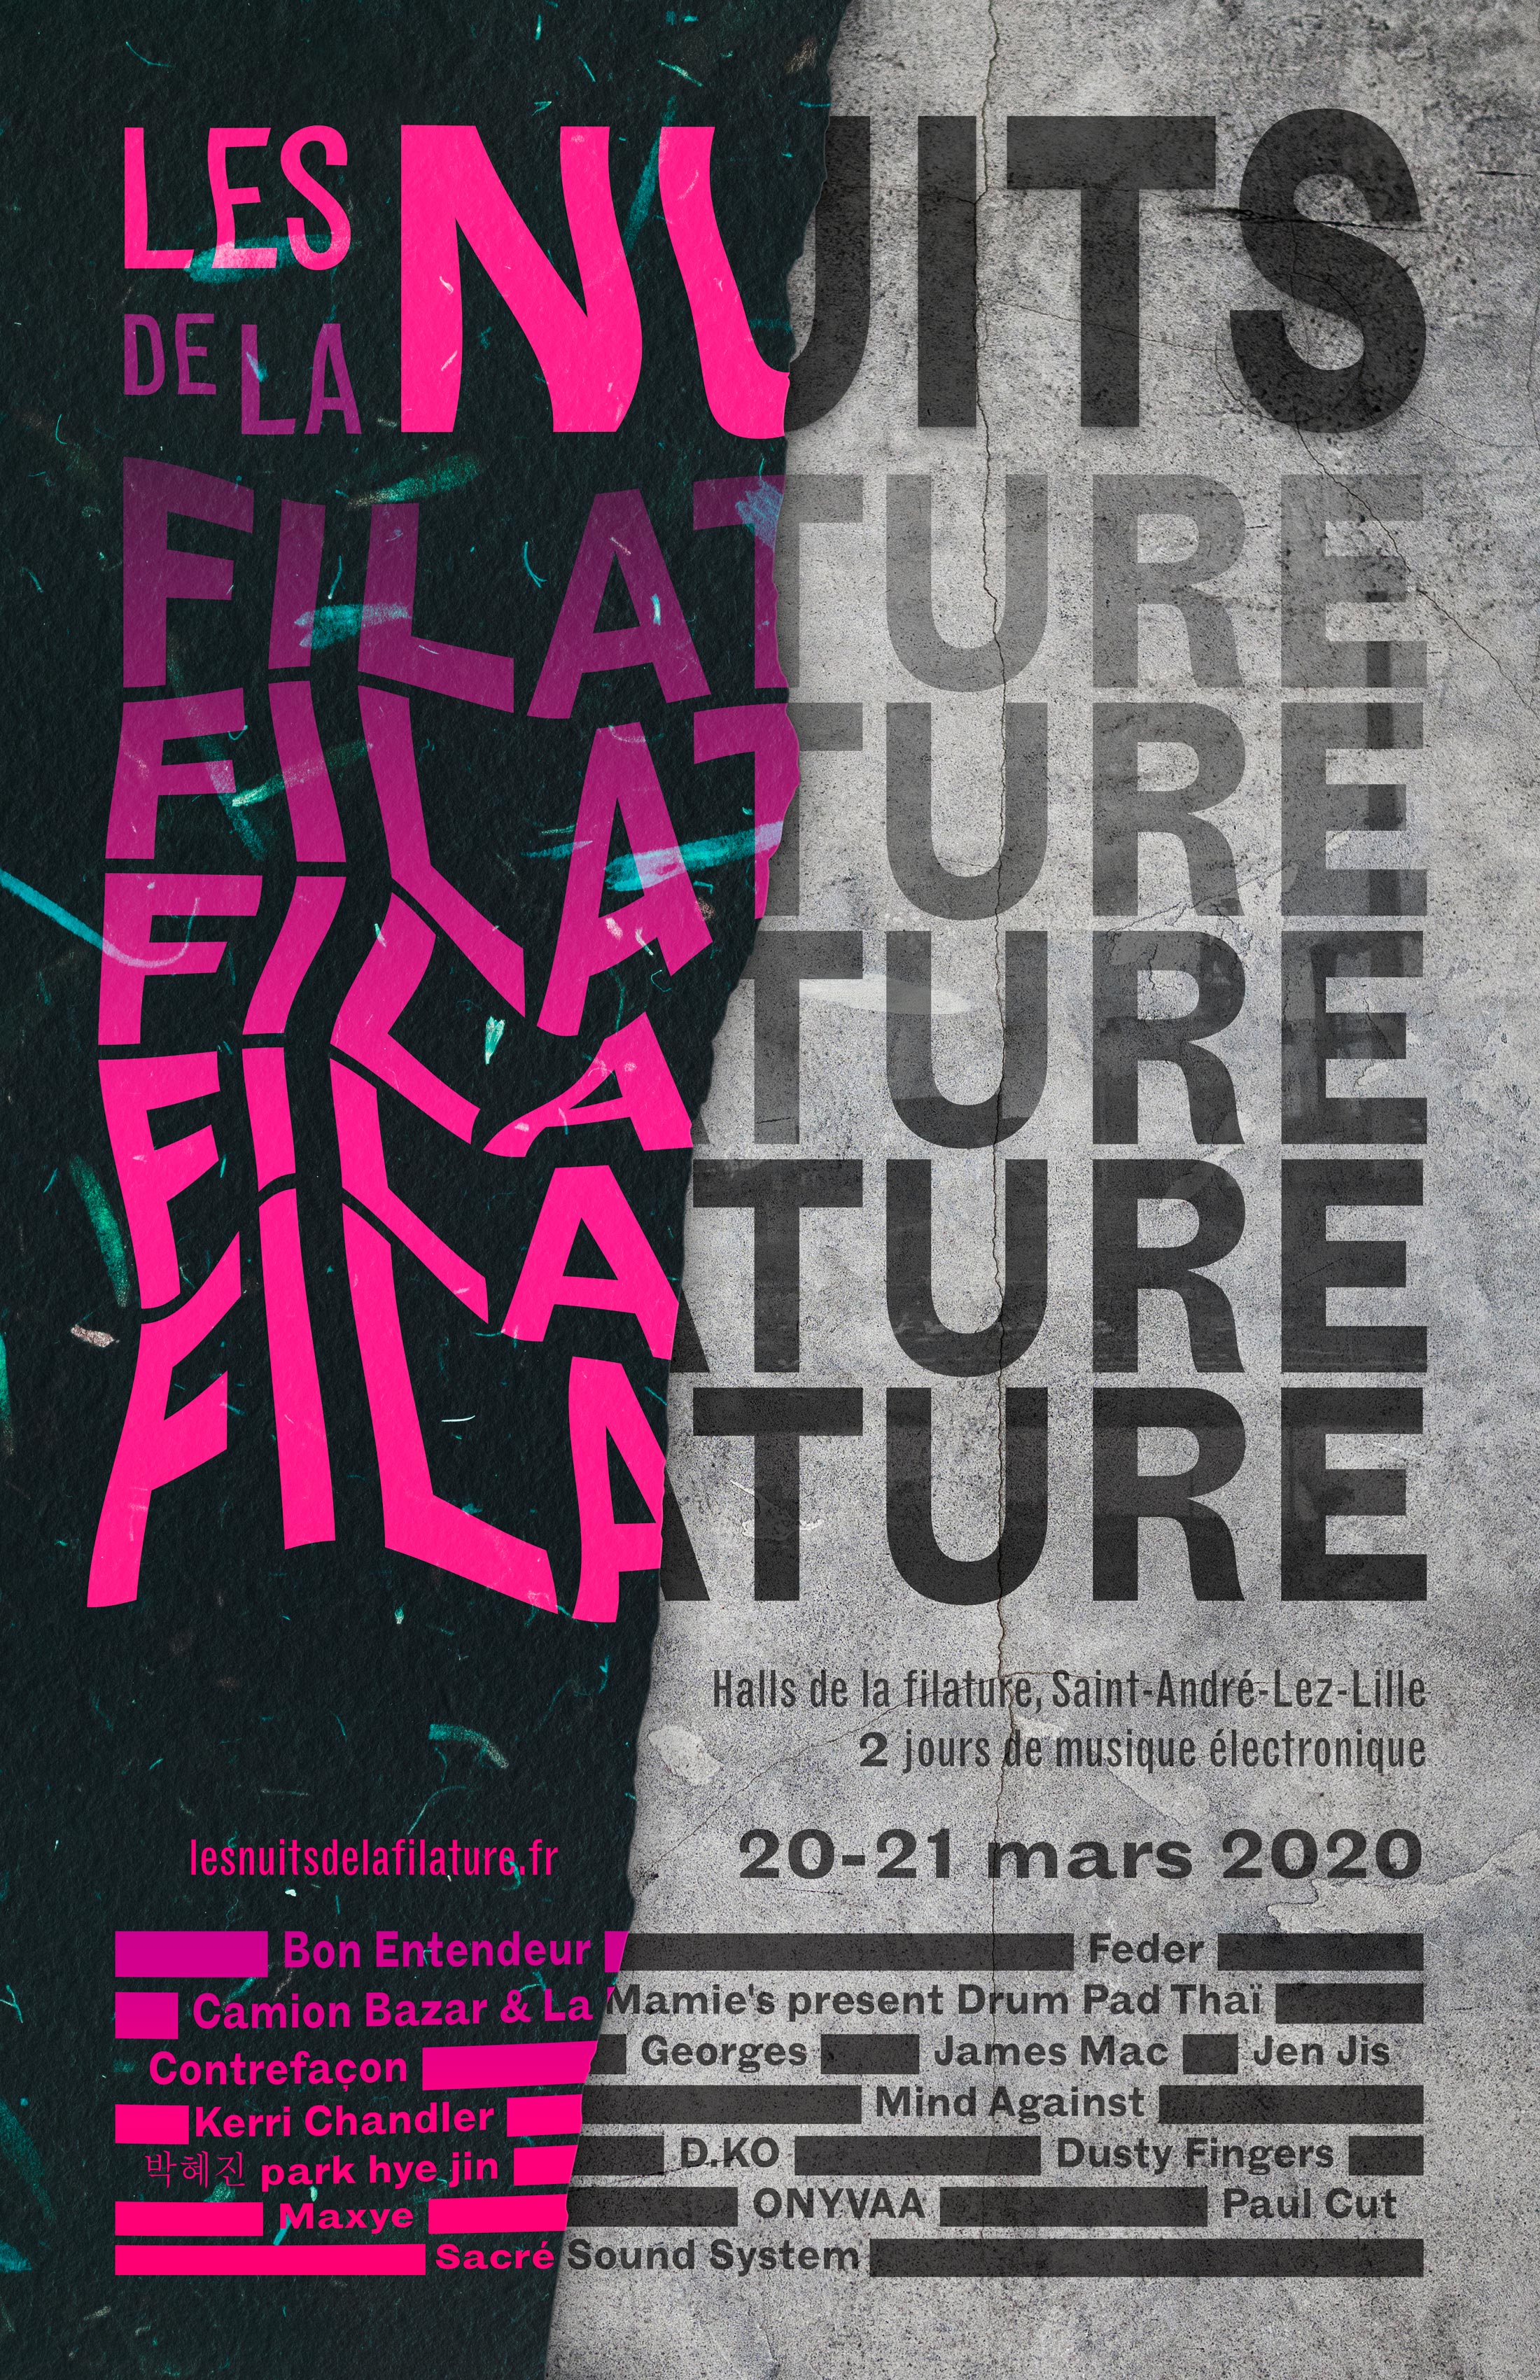 LES NUITS
DE LA
FILATURE
FILATURE
FILATURE
FILATURE
FILATURE
Halls de la filature, Saint-André-Lez-Lille
2 jours de musique électronique
lesnuitsdelafilature.fr
20-21 mars 2020
Bon Entendeur Feder
Camion Bazar & La Mamie's present Drum Pad Thaï
Contrefaçon Georges James Mac Jen Jis
Kerri Chandler Mind Against
박혜진 park hye jin D.KO Dusty Fingers
Maxye ONYVAA Paul Cut
Sacré Sound System